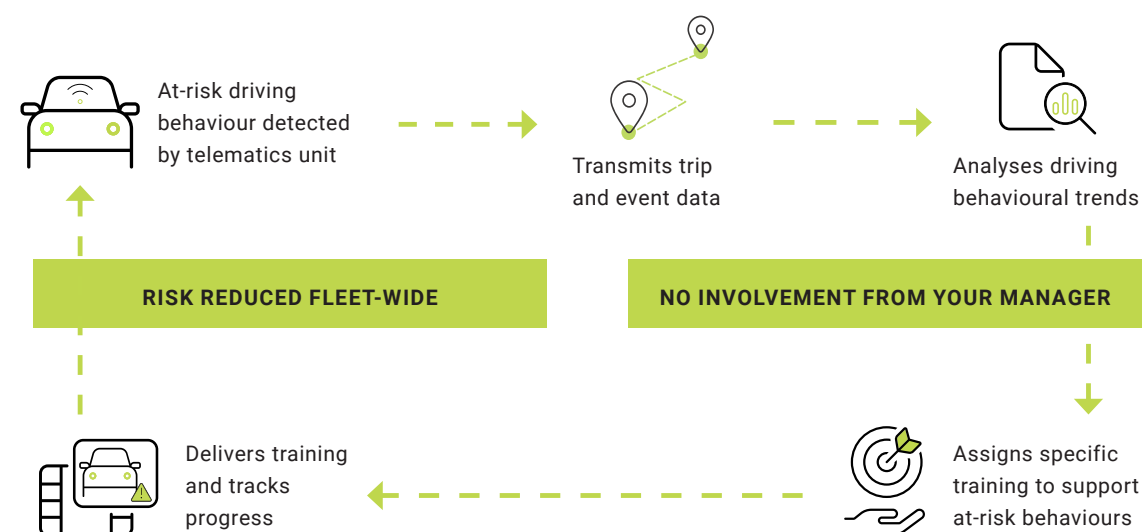 At-risk driving
behaviour detected
by telematics unit
Transmits trip
and event data
Analyses driving
behavioural trends
RISK REDUCED FLEET-WIDE
NO INVOLVEMENT FROM YOUR MANAGER
Delivers training
and tracks
progress
Assigns specific
training to support
at-risk behaviours